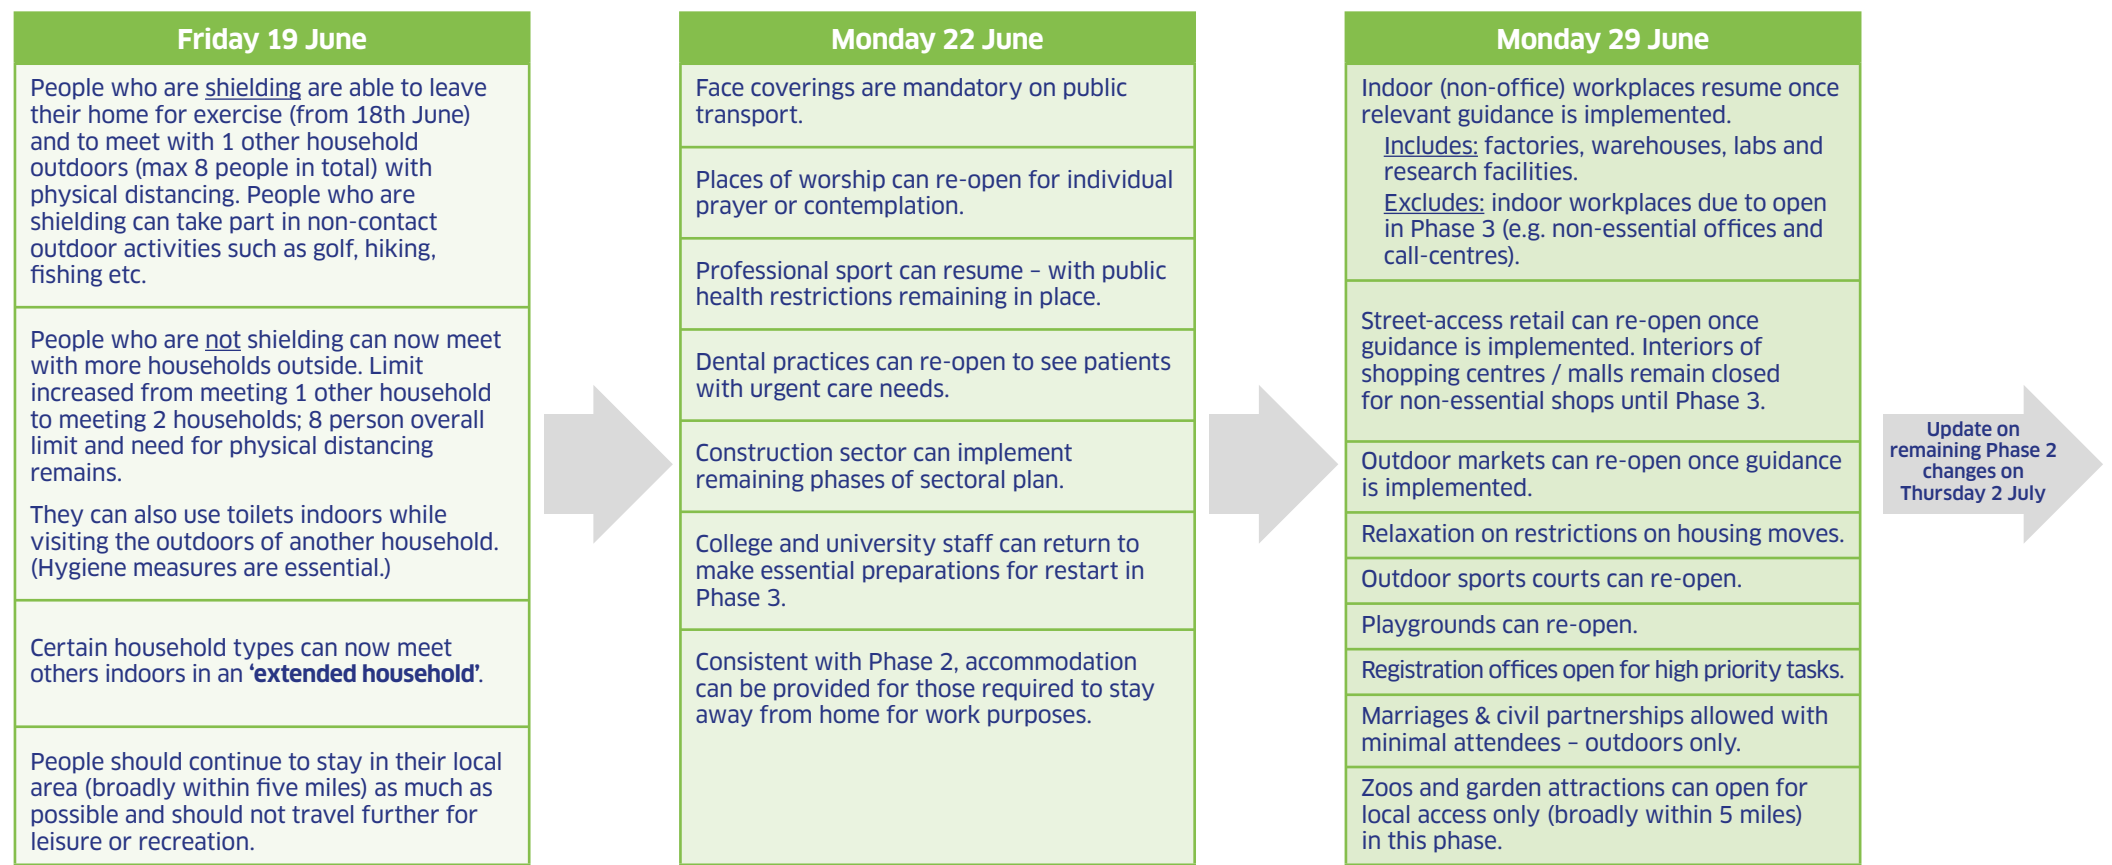 Friday 19 June
People who are shielding are able to leave
their home for exercise (from 18th June)
and to meet with 1 other household
outdoors (max 8 people in total) with
physical distancing. People who are
shielding can take part in non-contact
outdoor activities such as golf, hiking,
fishing etc.
People who are not shielding can now meet
with more households outside. Limit
increased from meeting 1 other household
to meeting 2 households; 8 person overall
limit and need for physical distancing
remains.
They can also use toilets indoors while
visiting the outdoors of another household.
(Hygiene measures are essential.)
Certain household types can now meet
others indoors in an ‘extended household’.
People should continue to stay in their local
area (broadly within five miles) as much as
possible and should not travel further for
leisure or recreation.
Monday 22 June
Face coverings are mandatory on public
transport.
Places of worship can re-open for individual
prayer or contemplation.
Professional sport can resume – with public
health restrictions remaining in place.
Dental practices can re-open to see patients
with urgent care needs.
Construction sector can implement
remaining phases of sectoral plan.
College and university staff can return to
make essential preparations for restart in
Phase 3.
Consistent with Phase 2, accommodation
can be provided for those required to stay
away from home for work purposes.
Monday 29 June
Indoor (non-office) workplaces resume once
relevant guidance is implemented.
Includes: factories, warehouses, labs and
research facilities.
Excludes: indoor workplaces due to open
in Phase 3 (e.g. non-essential offices and
call-centres).
Street-access retail can re-open once
guidance is implemented. Interiors of
shopping centres / malls remain closed
for non-essential shops until Phase 3.
Outdoor markets can re-open once guidance
is implemented.
Relaxation on restrictions on housing moves.
Outdoor sports courts can re-open.
Playgrounds can re-open.
Registration offices open for high priority tasks.
Marriages & civil partnerships allowed with
minimal attendees – outdoors only.
Zoos and garden attractions can open for
local access only (broadly within 5 miles)
in this phase.
Update on
remaining Phase 2
changes on
Thursday 2 July